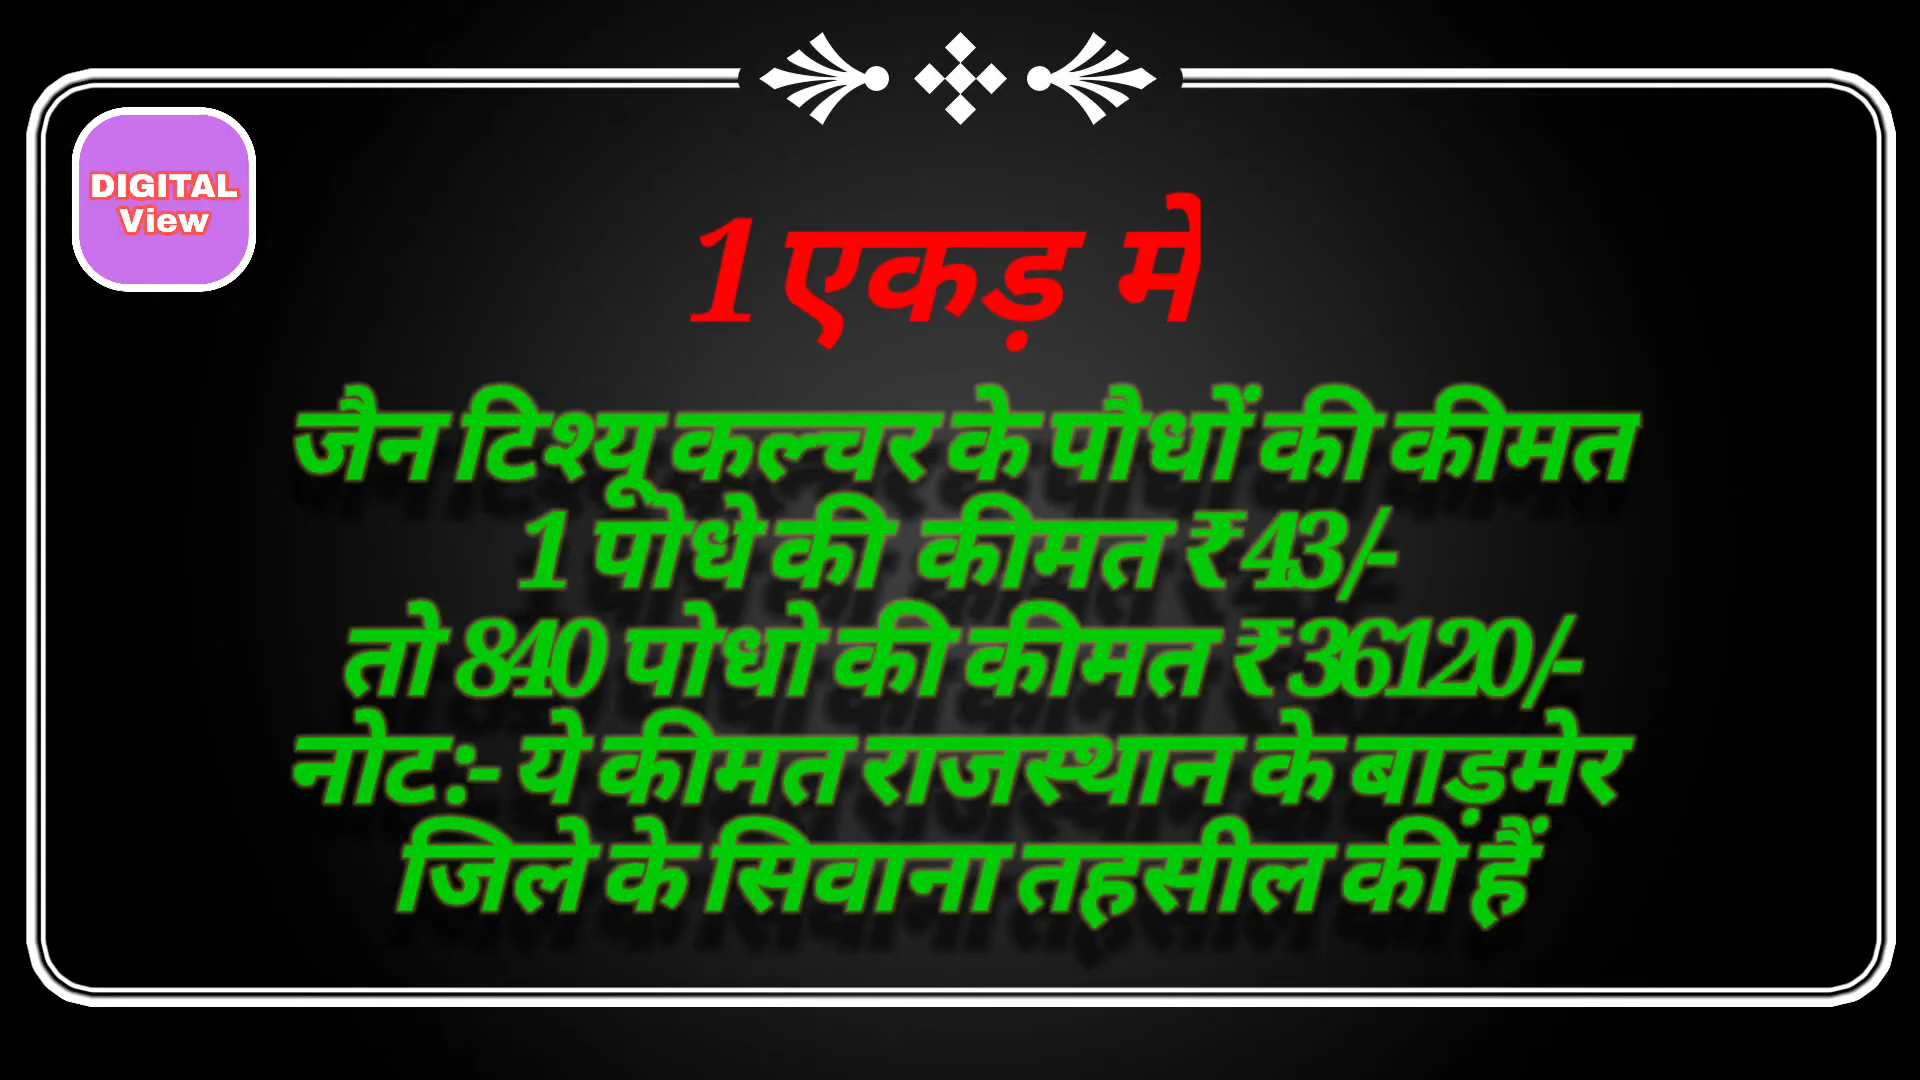 DIGITAL
View
1 एकड़ मे
जैन टिश्यू कल्चर के पौधों की कीमत
1 पोधे की कीमत ₹43/-
तो 840 पोधो की कीमत ₹36120/-
नोट:- ये कीमत राजस्थान के बाड़मेर
जिले के सिवाना तहसील की हैं